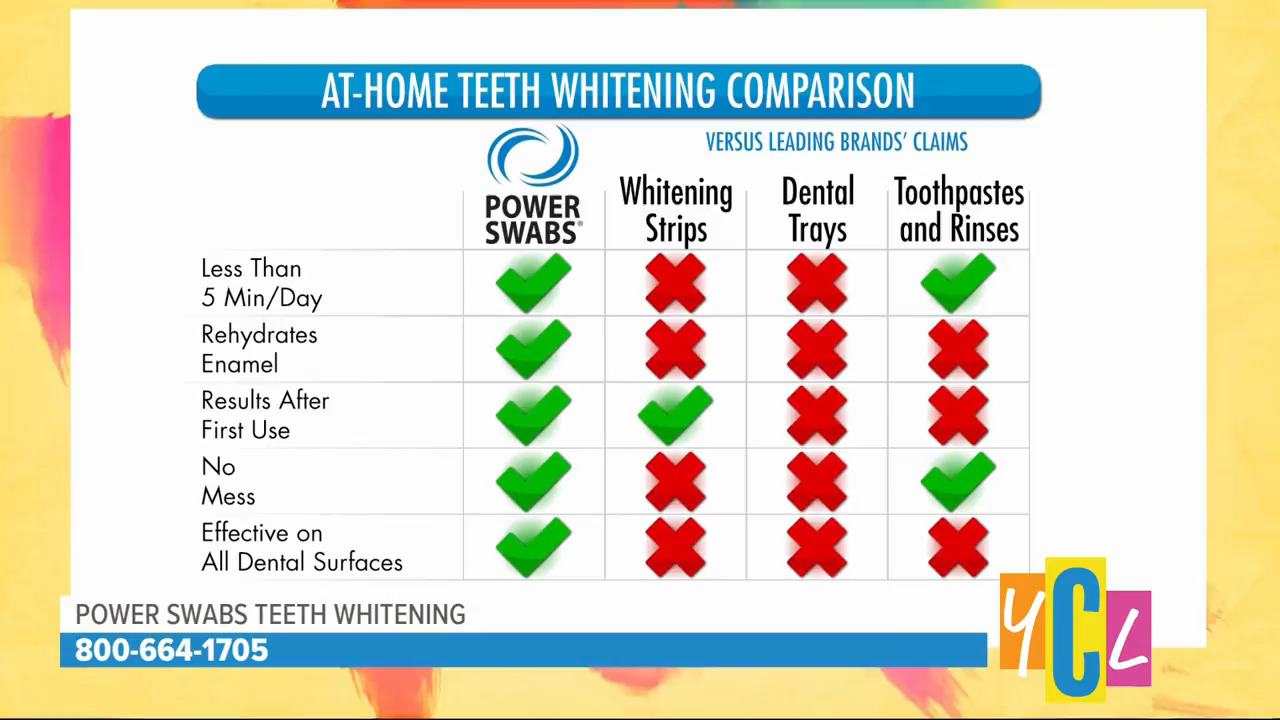 AT-HOME TEETH WHITENING COMPARISON
VERSUS LEADING BRANDS' CLAIMS
POWER
SWABS®
Whitening
Strips
Dental
Trays
Toothpastes
and Rinses
Less Than
5 Min/Day
Rehydrates
Enamel
Results After
First Use
No
Mess
Effective on
All Dental Surfaces
POWER SWABS TEETH WHITENING
800-664-1705
YCL